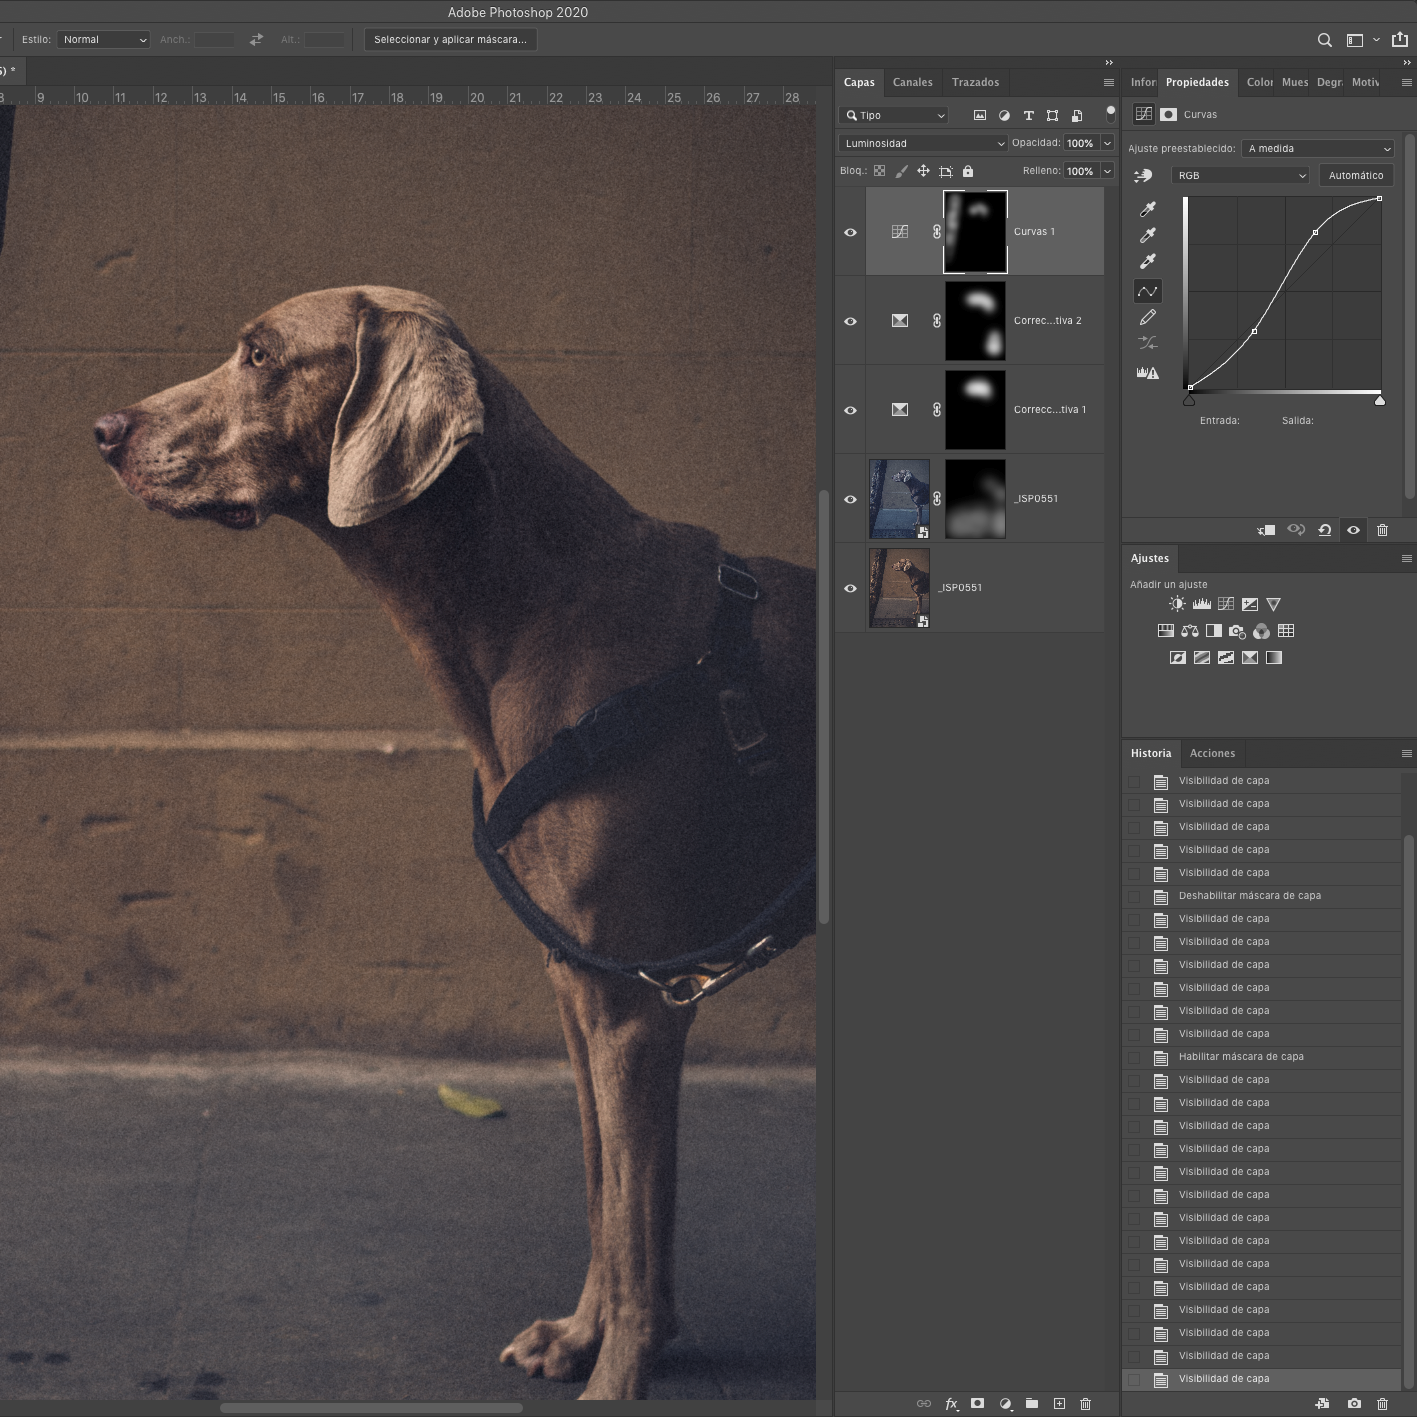 Adobe Photoshop 2020
Estilo: Normal Anch.: Alt.: Seleccionar y aplicar máscara...
) *
8 9 10 11 12 13 14 15 16 17 18 19 20 21 22 23 24 25 26 27 28
Capas Canales Trazados
Tipo
Luminosidad Opacidad: 100%
Bloq.: Relleno: 100%
Curvas 1
Correc...tiva 2
Correcc...tiva 1
_ISP0551
_ISP0551
fx
Infor Propiedades Color Mues Degr Motiv
Curvas
Ajuste preestablecido: A medida
RGB Automático
Entrada: Salida:
Ajustes
Añadir un ajuste
Historia Acciones
Visibilidad de capa
Visibilidad de capa
Visibilidad de capa
Visibilidad de capa
Visibilidad de capa
Deshabilitar máscara de capa
Visibilidad de capa
Visibilidad de capa
Visibilidad de capa
Visibilidad de capa
Visibilidad de capa
Visibilidad de capa
Habilitar máscara de capa
Visibilidad de capa
Visibilidad de capa
Visibilidad de capa
Visibilidad de capa
Visibilidad de capa
Visibilidad de capa
Visibilidad de capa
Visibilidad de capa
Visibilidad de capa
Visibilidad de capa
Visibilidad de capa
Visibilidad de capa
Visibilidad de capa
Visibilidad de capa